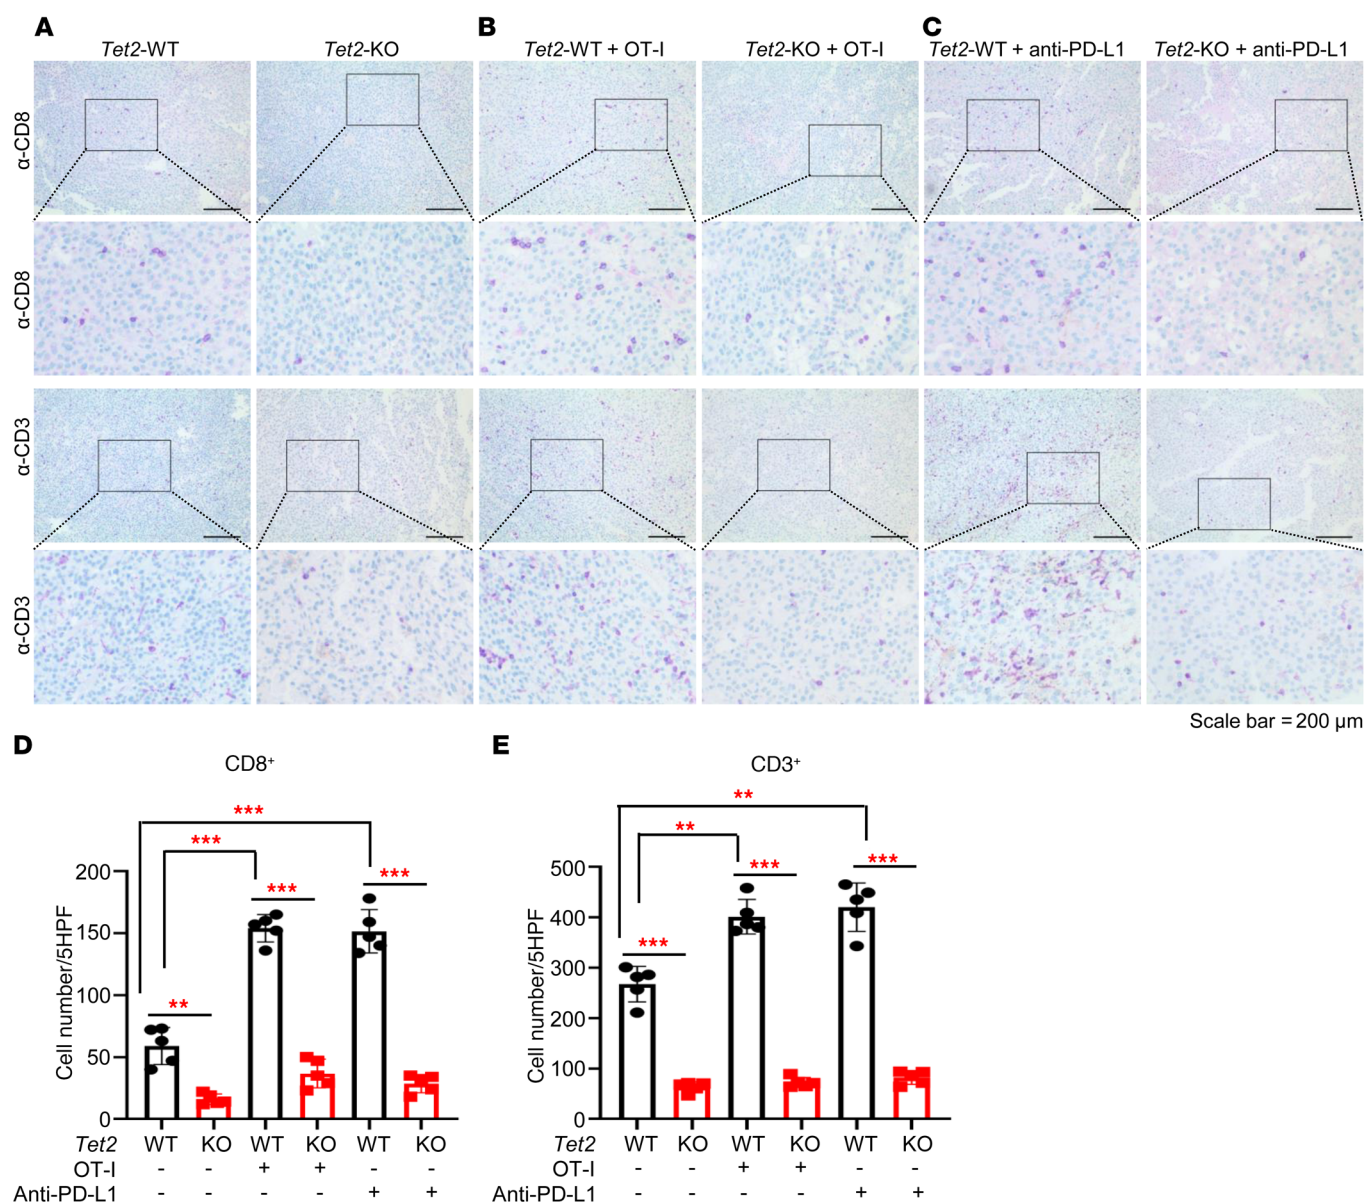 A B C
Tet2-WT Tet2-KO Tet2-WT + OT-I Tet2-KO + OT-I Tet2-WT + anti-PD-L1 Tet2-KO + anti-PD-L1
α-CD8
α-CD8
α-CD3
α-CD3
Scale bar = 200 µm
D E
CD8+ CD3+
***
***
***
***
**
**
**
***
***
***
Cell number/5HPF
200
150
100
50
0
Cell number/5HPF
500
400
300
200
100
0
Tet2 WT KO WT KO WT KO
OT-I - - + + - -
Anti-PD-L1 - - - - + +
Tet2 WT KO WT KO WT KO
OT-I - - + + - -
Anti-PD-L1 - - - - + +